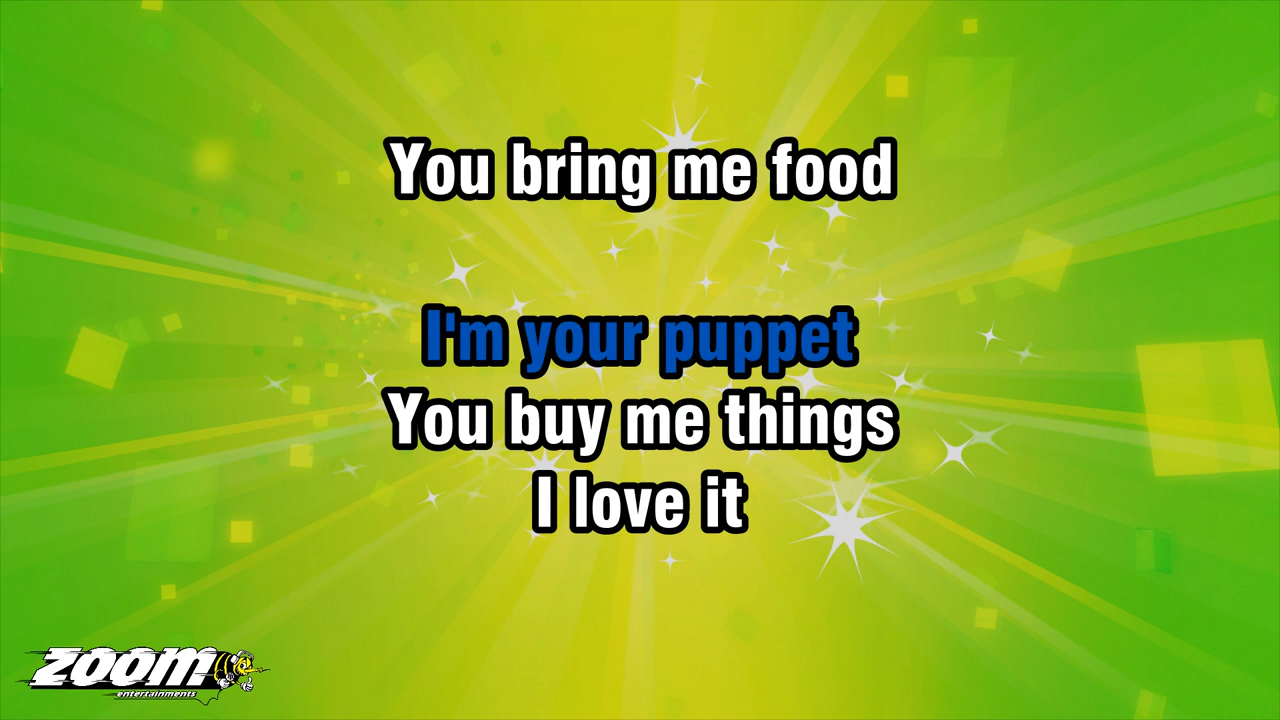 You bring me food
I'm your puppet
You buy me things
I love it
ZOOM
entertainments